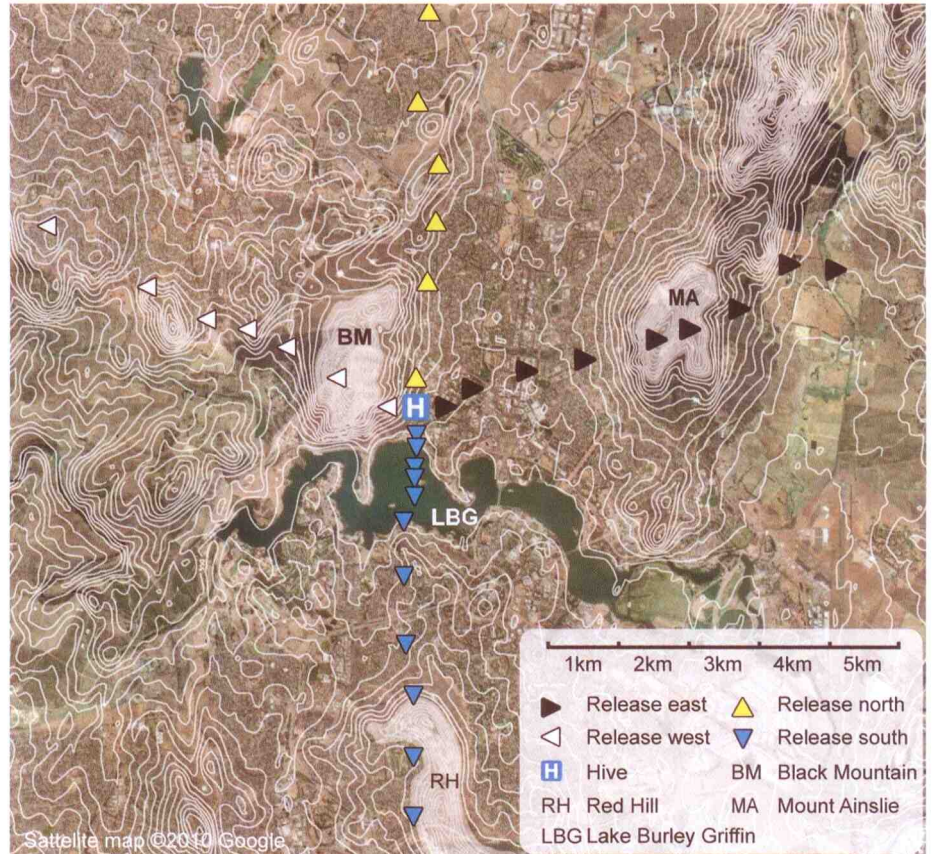 MA
BM
H
LBG
1km 2km 3km 4km 5km
Release east Release north
Release west Release south
H Hive BM Black Mountain
RH
RH Red Hill MA Mount Ainslie
LBG Lake Burley Griffin
Sattelite map ©2010 Google